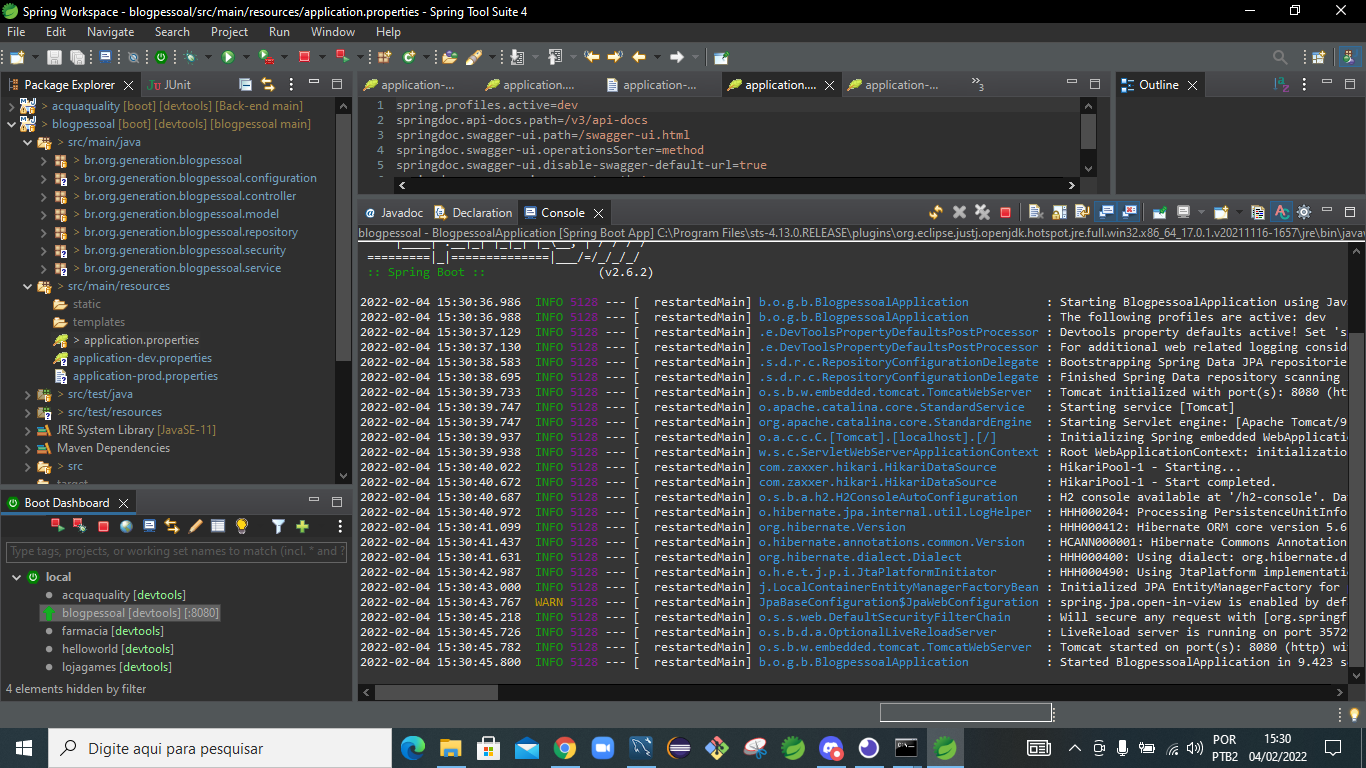 Spring Workspace - blogpessoal/src/main/resources/application.properties - Spring Tool Suite 4
File Edit Navigate Search Project Run Window Help
Package Explorer
JUnit
> acquaquality [boot] [devtools] [Back-end main]
> blogpessoal [boot] [devtools] [blogpessoal main]
> src/main/java
> br.org.generation.blogpessoal
> br.org.generation.blogpessoal.configuration
> br.org.generation.blogpessoal.controller
> br.org.generation.blogpessoal.model
> br.org.generation.blogpessoal.repository
> br.org.generation.blogpessoal.security
> br.org.generation.blogpessoal.service
> src/main/resources
static
templates
> application.properties
application-dev.properties
application-prod.properties
> src/test/java
> src/test/resources
JRE System Library [JavaSE-11]
Maven Dependencies
> src
target
Boot Dashboard
Type tags, projects, or working set names to match (incl. * and ?
local
acquaquality [devtools]
blogpessoal [devtools] [:8080]
farmacia [devtools]
helloworld [devtools]
lojagames [devtools]
4 elements hidden by filter
application-...
application....
application-...
application....
application-...
»3
1 spring.profiles.active=dev
2 springdoc.api-docs.path=/v3/api-docs
3 springdoc.swagger-ui.path=/swagger-ui.html
4 springdoc.swagger-ui.operationsSorter=method
5 springdoc.swagger-ui.disable-swagger-default-url=true
Outline
Javadoc
Declaration
Console
blogpessoal - BlogpessoalApplication [Spring Boot App] C:\Program Files\sts-4.13.0.RELEASE\plugins\org.eclipse.justj.openjdk.hotspot.jre.full.win32.x86_64_17.0.1.v20211116-1657\jre\bin\java
=========|_|==============|___/=/_/_/_/
:: Spring Boot :: (v2.6.2)
2022-02-04 15:30:36.986 INFO 5128 --- [ restartedMain] b.o.g.b.BlogpessoalApplication : Starting BlogpessoalApplication using Jav
2022-02-04 15:30:36.988 INFO 5128 --- [ restartedMain] b.o.g.b.BlogpessoalApplication : The following profiles are active: dev
2022-02-04 15:30:37.129 INFO 5128 --- [ restartedMain] .e.DevToolsPropertyDefaultsPostProcessor : Devtools property defaults active! Set 's
2022-02-04 15:30:37.130 INFO 5128 --- [ restartedMain] .e.DevToolsPropertyDefaultsPostProcessor : For additional web related logging consid
2022-02-04 15:30:38.583 INFO 5128 --- [ restartedMain] .s.d.r.c.RepositoryConfigurationDelegate : Bootstrapping Spring Data JPA repositorie
2022-02-04 15:30:38.695 INFO 5128 --- [ restartedMain] .s.d.r.c.RepositoryConfigurationDelegate : Finished Spring Data repository scanning
2022-02-04 15:30:39.733 INFO 5128 --- [ restartedMain] o.s.b.w.embedded.tomcat.TomcatWebServer : Tomcat initialized with port(s): 8080 (ht
2022-02-04 15:30:39.747 INFO 5128 --- [ restartedMain] o.apache.catalina.core.StandardService : Starting service [Tomcat]
2022-02-04 15:30:39.747 INFO 5128 --- [ restartedMain] org.apache.catalina.core.StandardEngine : Starting Servlet engine: [Apache Tomcat/9
2022-02-04 15:30:39.937 INFO 5128 --- [ restartedMain] o.a.c.c.C.[Tomcat].[localhost].[/] : Initializing Spring embedded WebApplicati
2022-02-04 15:30:39.938 INFO 5128 --- [ restartedMain] w.s.c.ServletWebServerApplicationContext : Root WebApplicationContext: initializatio
2022-02-04 15:30:40.022 INFO 5128 --- [ restartedMain] com.zaxxer.hikari.HikariDataSource : HikariPool-1 - Starting...
2022-02-04 15:30:40.672 INFO 5128 --- [ restartedMain] com.zaxxer.hikari.HikariDataSource : HikariPool-1 - Start completed.
2022-02-04 15:30:40.687 INFO 5128 --- [ restartedMain] o.s.b.a.h2.H2ConsoleAutoConfiguration : H2 console available at '/h2-console'. Da
2022-02-04 15:30:40.972 INFO 5128 --- [ restartedMain] o.hibernate.jpa.internal.util.LogHelper : HHH000204: Processing PersistenceUnitInfo
2022-02-04 15:30:41.099 INFO 5128 --- [ restartedMain] org.hibernate.Version : HHH000412: Hibernate ORM core version 5.6
2022-02-04 15:30:41.437 INFO 5128 --- [ restartedMain] o.hibernate.annotations.common.Version : HCANN000001: Hibernate Commons Annotation
2022-02-04 15:30:41.631 INFO 5128 --- [ restartedMain] org.hibernate.dialect.Dialect : HHH000400: Using dialect: org.hibernate.d
2022-02-04 15:30:42.987 INFO 5128 --- [ restartedMain] o.h.e.t.j.p.i.JtaPlatformInitiator : HHH000490: Using JtaPlatform implementati
2022-02-04 15:30:43.000 INFO 5128 --- [ restartedMain] j.LocalContainerEntityManagerFactoryBean : Initialized JPA EntityManagerFactory for
2022-02-04 15:30:43.767 WARN 5128 --- [ restartedMain] JpaBaseConfiguration$JpaWebConfiguration : spring.jpa.open-in-view is enabled by def
2022-02-04 15:30:45.218 INFO 5128 --- [ restartedMain] o.s.s.web.DefaultSecurityFilterChain : Will secure any request with [org.springf
2022-02-04 15:30:45.726 INFO 5128 --- [ restartedMain] o.s.b.d.a.OptionalLiveReloadServer : LiveReload server is running on port 3572
2022-02-04 15:30:45.782 INFO 5128 --- [ restartedMain] o.s.b.w.embedded.tomcat.TomcatWebServer : Tomcat started on port(s): 8080 (http) wi
2022-02-04 15:30:45.800 INFO 5128 --- [ restartedMain] b.o.g.b.BlogpessoalApplication : Started BlogpessoalApplication in 9.423 s
Digite aqui para pesquisar
POR
PTB2
15:30
04/02/2022